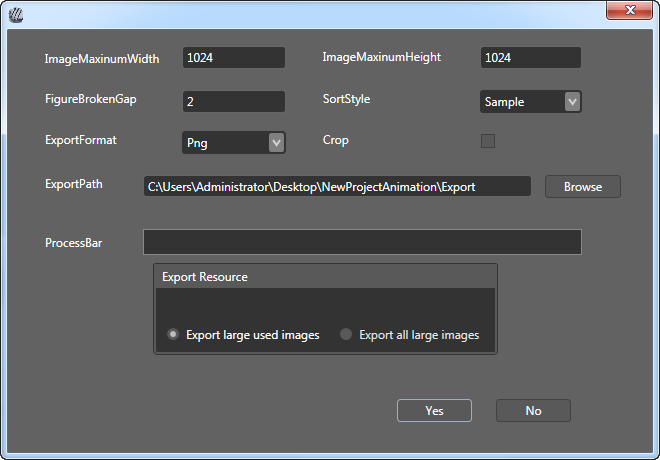 ImageMaxinumWidth 1024 ImageMaxinumHeight 1024
FigureBrokenGap 2 SortStyle Sample
ExportFormat Png Crop
ExportPath C:\Users\Administrator\Desktop\NewProjectAnimation\Export Browse
ProcessBar
Export Resource
Export large used images Export all large images
Yes No